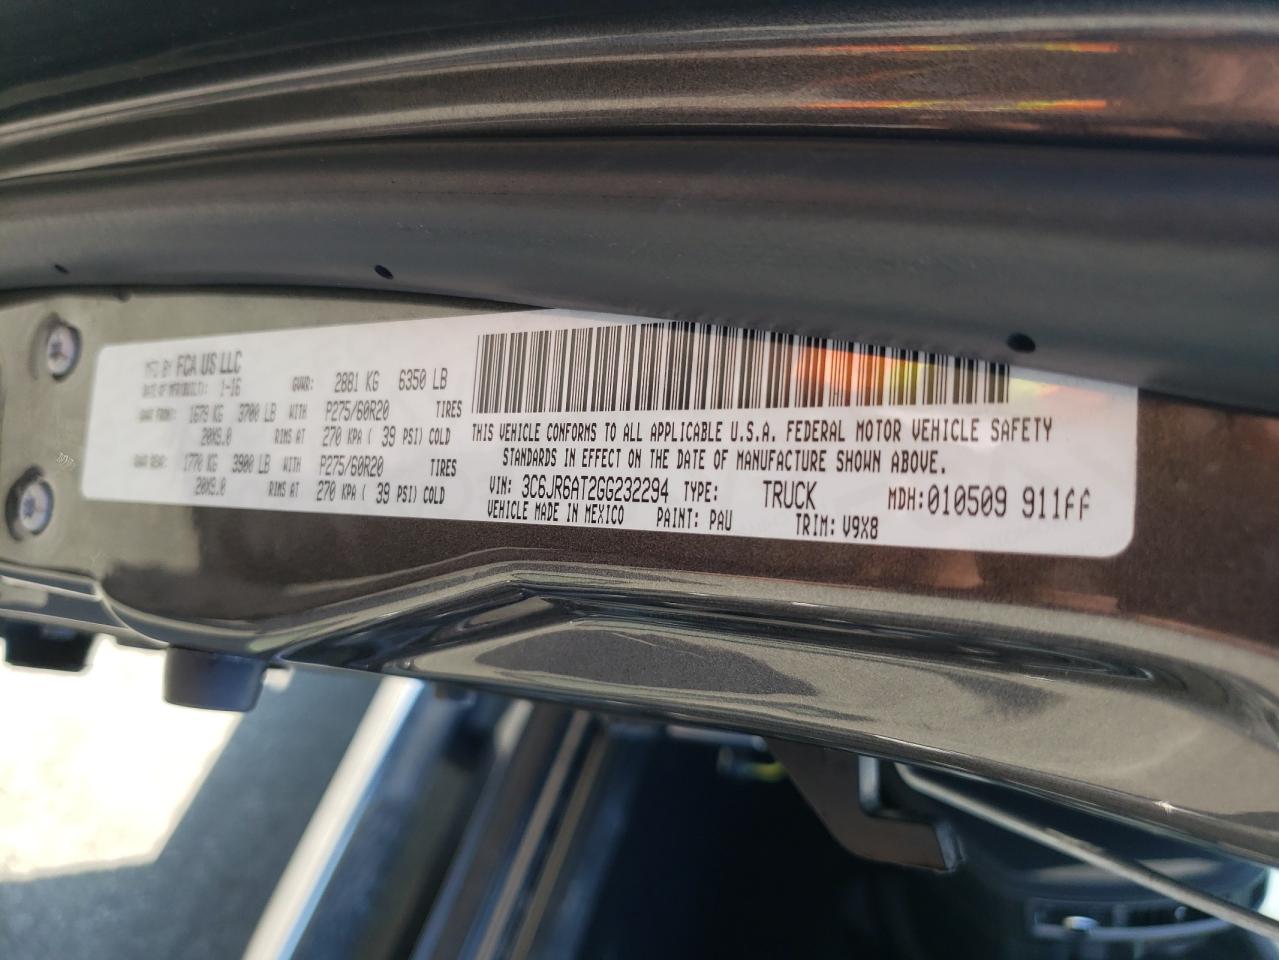 MFD BY FCA US LLC
DATE OF MFR(BUILT): 1-16 GVWR: 2881 KG 6350 LB
GAWR FRONT: 1679 KG 3700 LB WITH P275/60R20 TIRES
20X9.0 RIMS AT 270 KPA ( 39 PSI) COLD
GAWR REAR: 1770 KG 3900 LB WITH P275/60R20 TIRES
20X9.0 RIMS AT 270 KPA ( 39 PSI) COLD
THIS VEHICLE CONFORMS TO ALL APPLICABLE U.S.A. FEDERAL MOTOR VEHICLE SAFETY
STANDARDS IN EFFECT ON THE DATE OF MANUFACTURE SHOWN ABOVE.
VIN: 3C6JR6AT2GG232294 TYPE: TRUCK MDH:010509 911FF
VEHICLE MADE IN MEXICO PAINT: PAU TRIM: V9X8